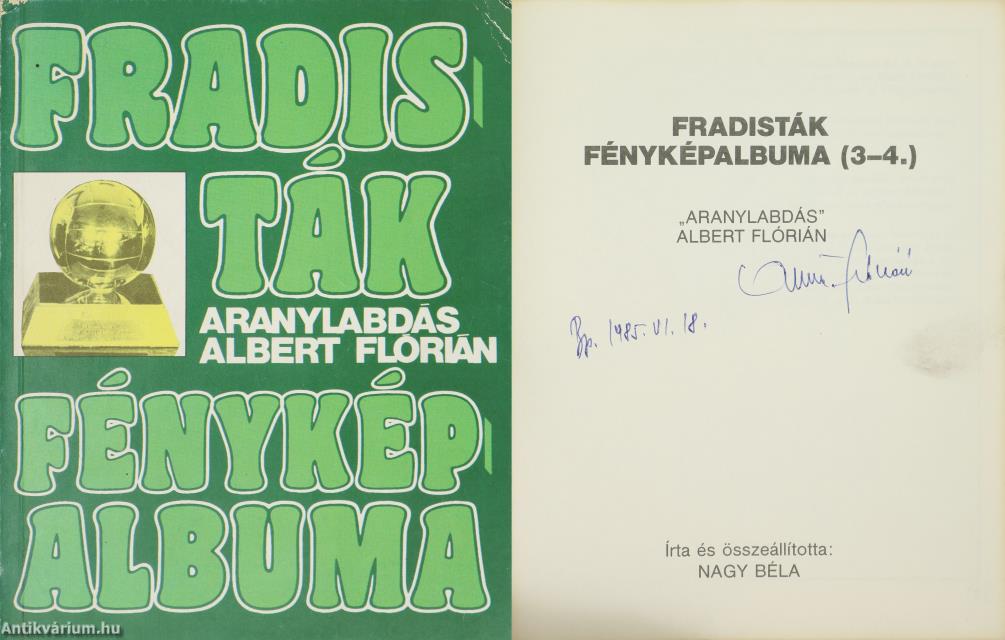 FRADIS-
TÁK
ARANYLABDÁS
ALBERT FLÓRIÁN
FÉNYKÉP-
ALBUMA
Antikvárium.hu
FRADISTÁK
FÉNYKÉPALBUMA (3–4.)
„ARANYLABDÁS”
ALBERT FLÓRIÁN
Bp. 1985. VI. 18.
Írta és összeállította:
NAGY BÉLA